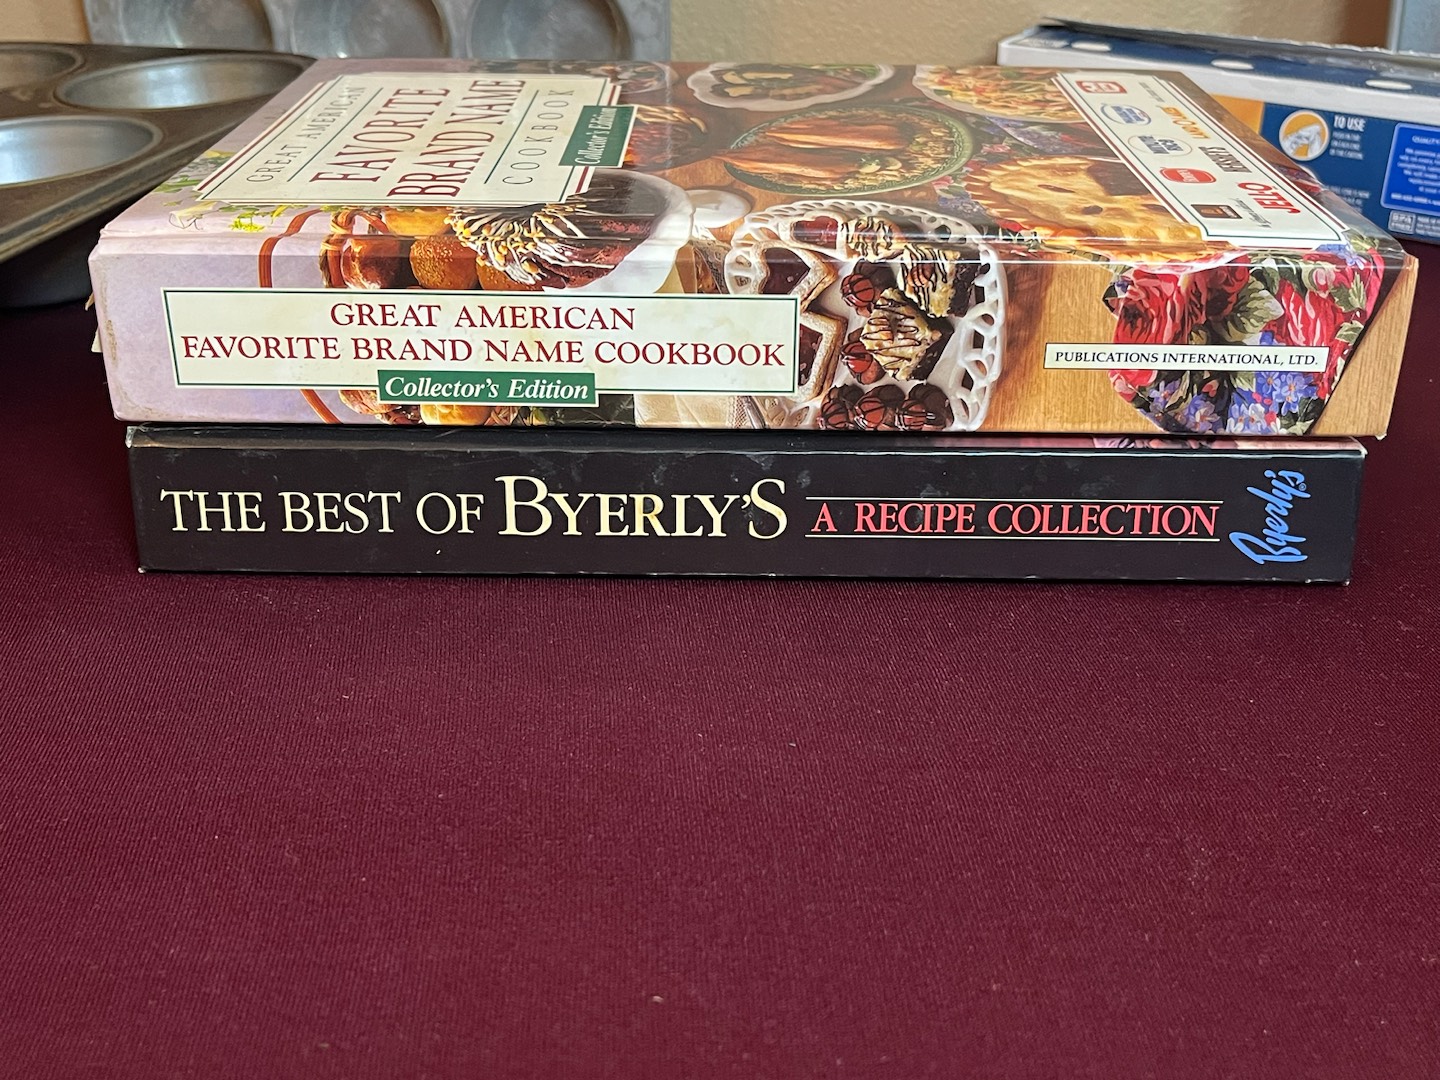 GREAT AMERICAN
FAVORITE
BRAND NAME
COOKBOOK
Collector's Edition
JELL-O
TO USE
GREAT AMERICAN
FAVORITE BRAND NAME COOKBOOK
Collector's Edition
PUBLICATIONS INTERNATIONAL, LTD.
THE BEST OF BYERLY'S A RECIPE COLLECTION Byerly's